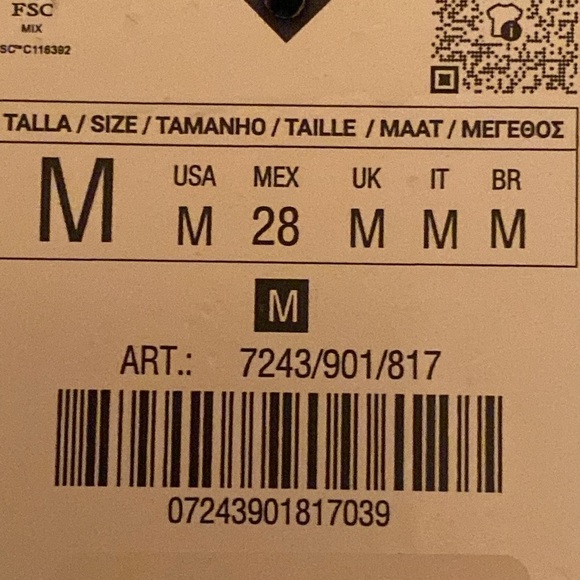 FSC
MIX
SC™C116392
TALLA / SIZE / TAMANHO / TAILLE / MAAT / ΜΕΓΕΘΟΣ
M
USA MEX UK IT BR
M 28 M M M
M
ART.: 7243/901/817
07243901817039